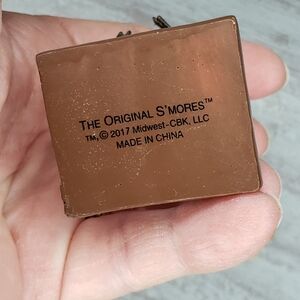 THE ORIGINAL S'MORES™
™, © 2017 Midwest-CBK, LLC
MADE IN CHINA